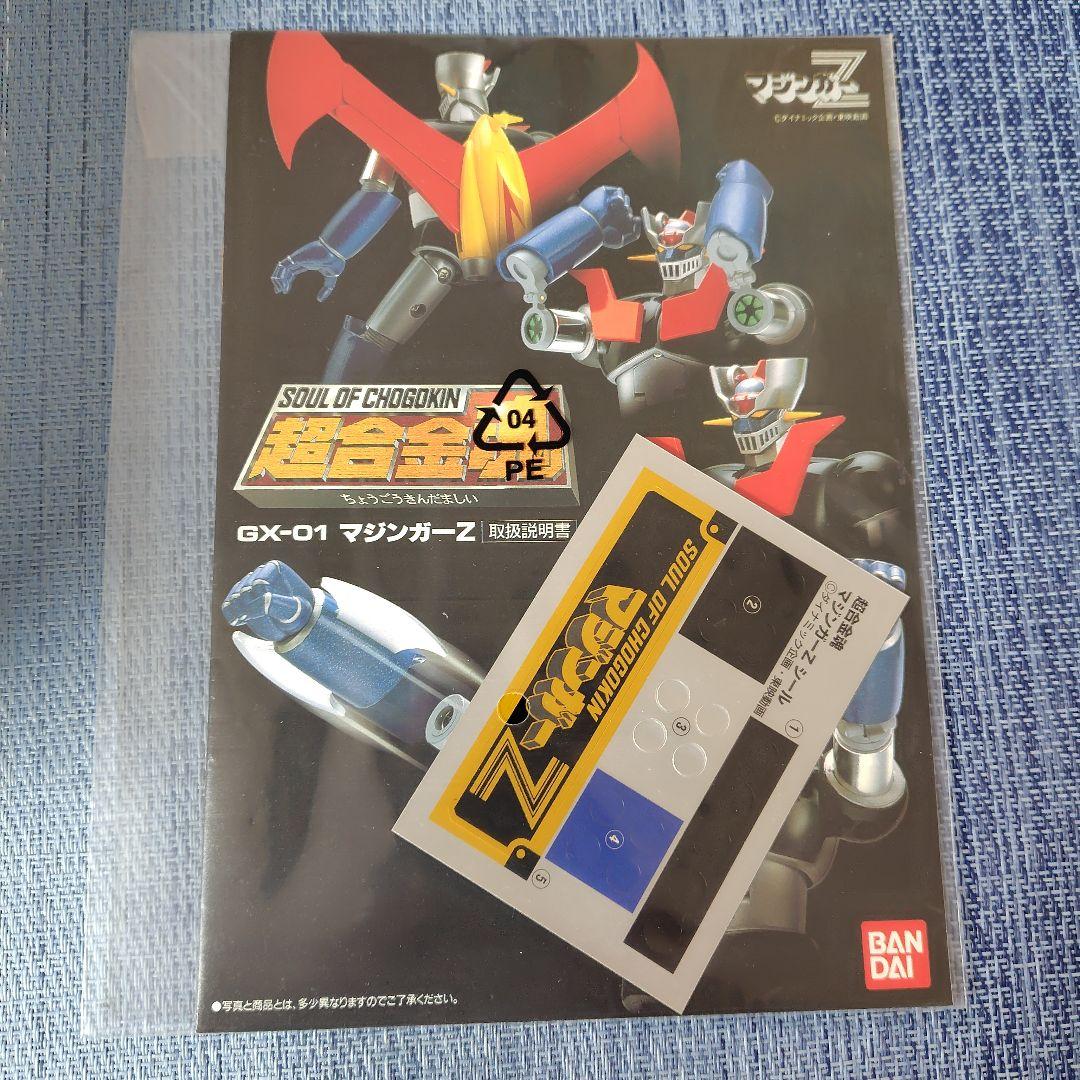 マジンガーZ
©ダイナミック企画・東映動画
SOUL OF CHOGOKIN
超合金魂
ちょうごうきんだましい
04
PE
GX-01 マジンガーZ 取扱説明書
超合金魂
マジンガーZ シール
©ダイナミック企画・東映動画
SOUL OF CHOGOKIN
マジンガーZ
①
②
③
④
⑤
BAN
DAI
●写真と商品とは、多少異なりますのでご了承ください。